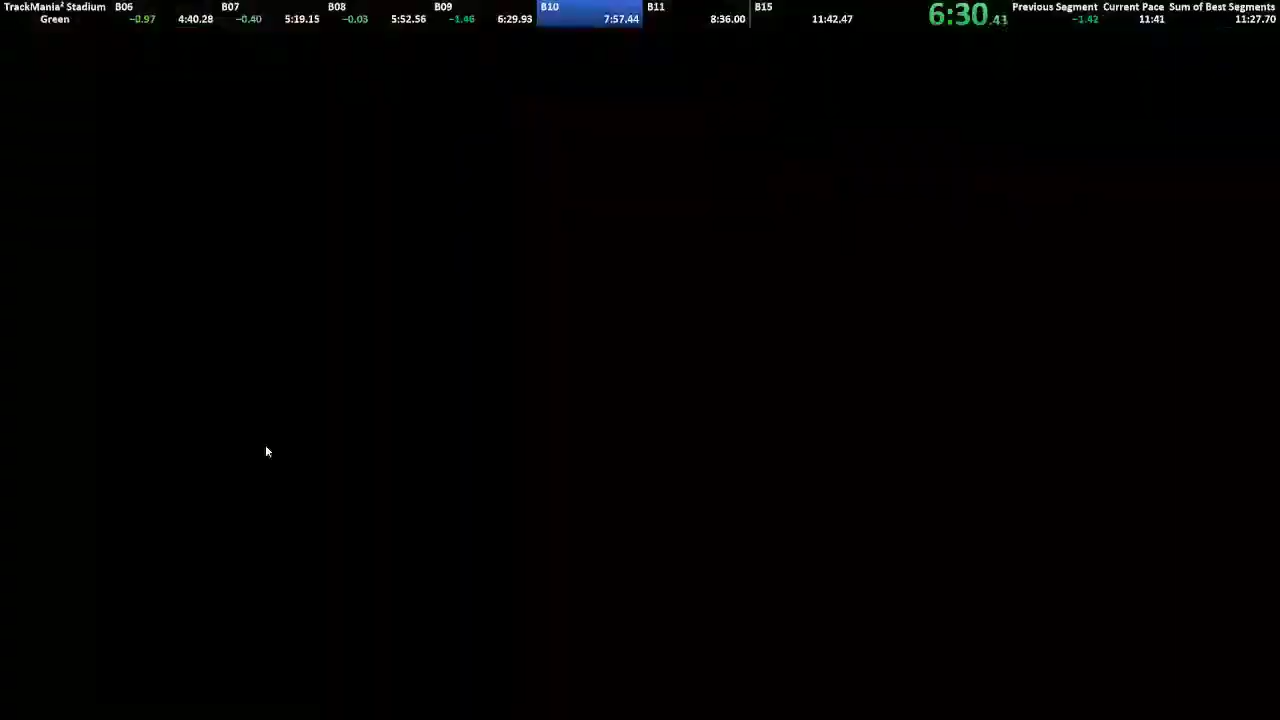 TrackMania² Stadium B06 B07 B08 B09 B10 B11 B15 Previous Segment Current Pace Sum of Best Segments
Green −0.97 4:40.28 −0.40 5:19.15 −0.03 5:52.56 −1.46 6:29.93 7:57.44 8:36.00 11:42.47 6:30.43 −1.42 11:41 11:27.70